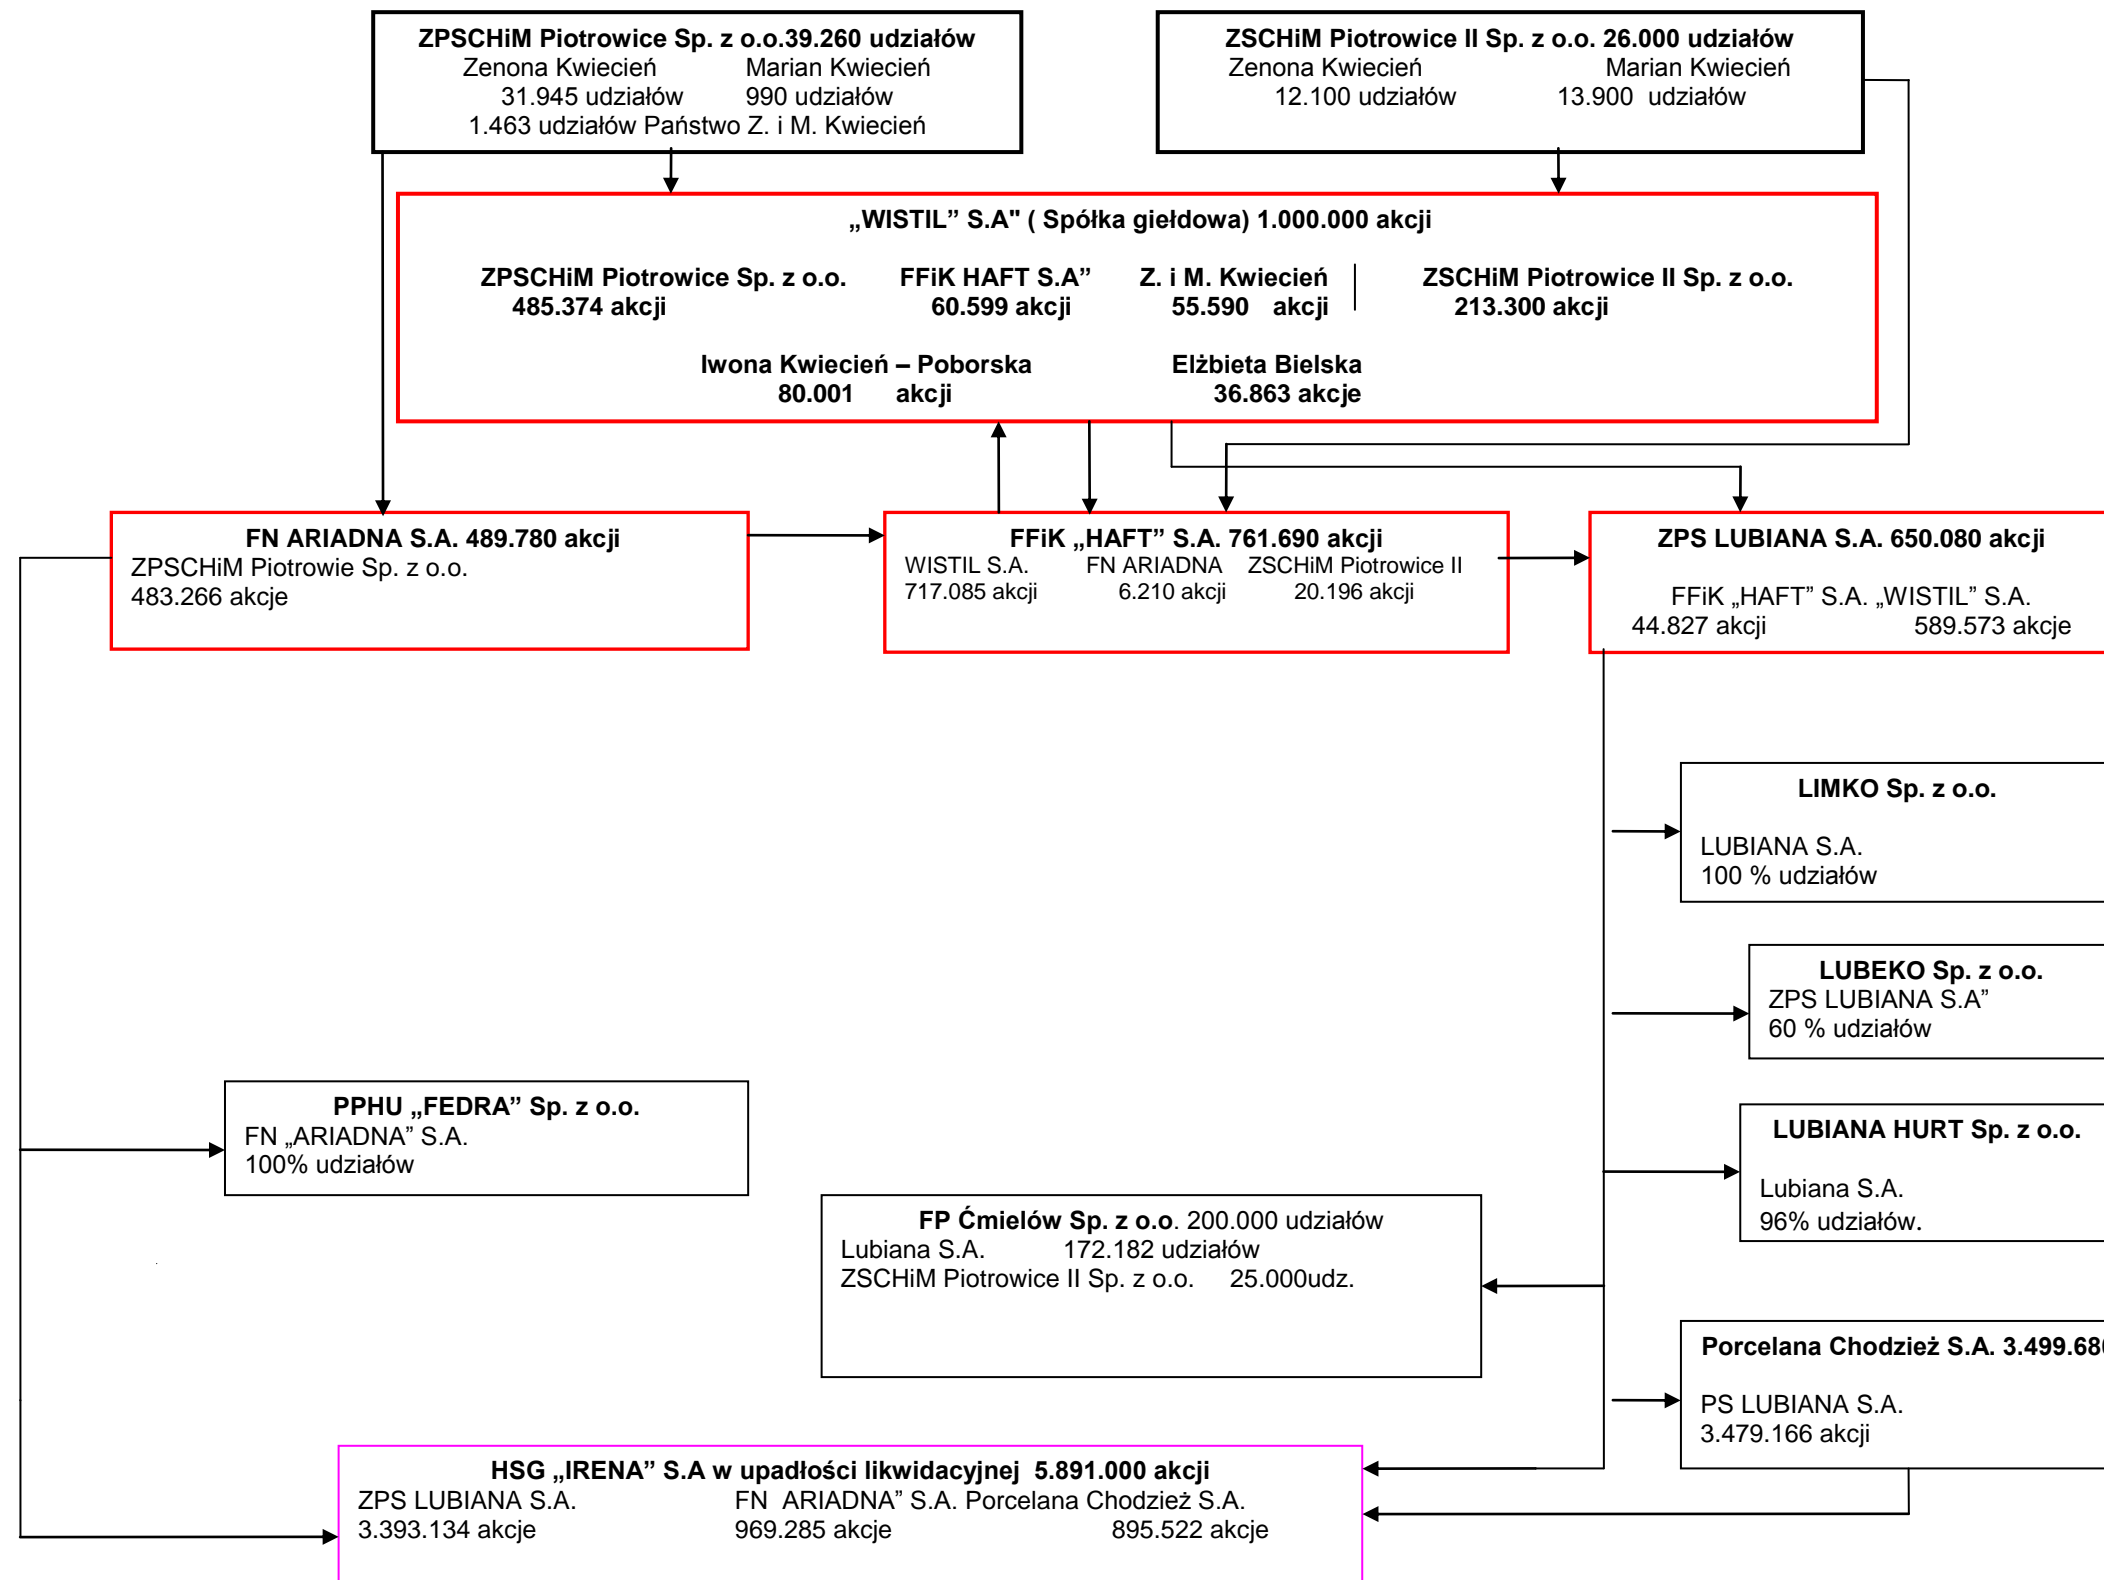 ZPSCHiM Piotrowice Sp. z o.o.39.260 udziałów
Zenona Kwiecień Marian Kwiecień
31.945 udziałów 990 udziałów
1.463 udziałów Państwo Z. i M. Kwiecień
ZSCHiM Piotrowice II Sp. z o.o. 26.000 udziałów
Zenona Kwiecień Marian Kwiecień
12.100 udziałów 13.900 udziałów
„WISTIL” S.A" ( Spółka giełdowa) 1.000.000 akcji
ZPSCHiM Piotrowice Sp. z o.o. FFiK HAFT S.A” Z. i M. Kwiecień ZSCHiM Piotrowice II Sp. z o.o.
485.374 akcji 60.599 akcji 55.590 akcji 213.300 akcji
Iwona Kwiecień – Poborska Elżbieta Bielska
80.001 akcji 36.863 akcje
FN ARIADNA S.A. 489.780 akcji
ZPSCHiM Piotrowie Sp. z o.o.
483.266 akcje
FFiK „HAFT” S.A. 761.690 akcji
WISTIL S.A. FN ARIADNA ZSCHiM Piotrowice II
717.085 akcji 6.210 akcji 20.196 akcji
ZPS LUBIANA S.A. 650.080 akcji
FFiK „HAFT” S.A. „WISTIL” S.A.
44.827 akcji 589.573 akcje
LIMKO Sp. z o.o.
LUBIANA S.A.
100 % udziałów
LUBEKO Sp. z o.o.
ZPS LUBIANA S.A”
60 % udziałów
PPHU „FEDRA” Sp. z o.o.
FN „ARIADNA” S.A.
100% udziałów
LUBIANA HURT Sp. z o.o.
Lubiana S.A.
96% udziałów.
FP Ćmielów Sp. z o.o. 200.000 udziałów
Lubiana S.A. 172.182 udziałów
ZSCHiM Piotrowice II Sp. z o.o. 25.000udz.
Porcelana Chodzież S.A.
PS LUBIANA S.A.
3.479.166 akcji
HSG „IRENA” S.A w upadłości likwidacyjnej 5.891.000 akcji
ZPS LUBIANA S.A. FN ARIADNA” S.A. Porcelana Chodzież S.A.
3.393.134 akcje 969.285 akcje 895.522 akcje